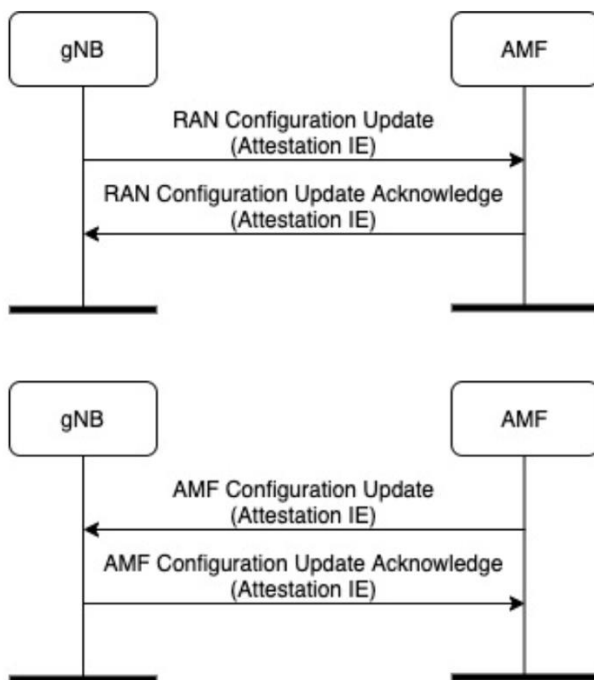 gNB
AMF
RAN Configuration Update
(Attestation IE)
RAN Configuration Update Acknowledge
(Attestation IE)
gNB
AMF
AMF Configuration Update
(Attestation IE)
AMF Configuration Update Acknowledge
(Attestation IE)